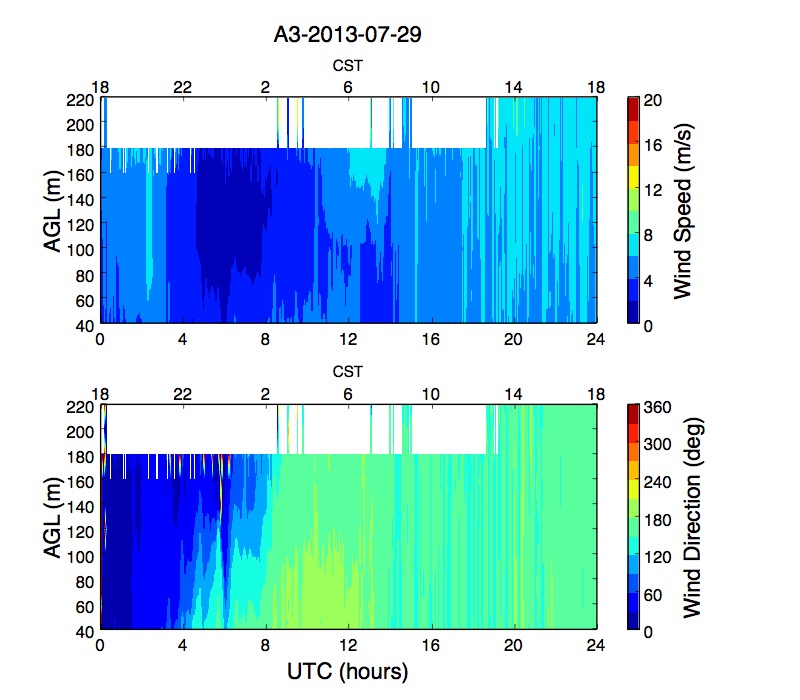 A3-2013-07-29
CST
18 22 2 6 10 14 18
220
200
180
160
140
120
100
80
60
40
AGL (m)
0 4 8 12 16 20 24
20
16
12
8
4
0
Wind Speed (m/s)
CST
18 22 2 6 10 14 18
220
200
180
160
140
120
100
80
60
40
AGL (m)
0 4 8 12 16 20 24
UTC (hours)
360
300
240
180
120
60
0
Wind Direction (deg)